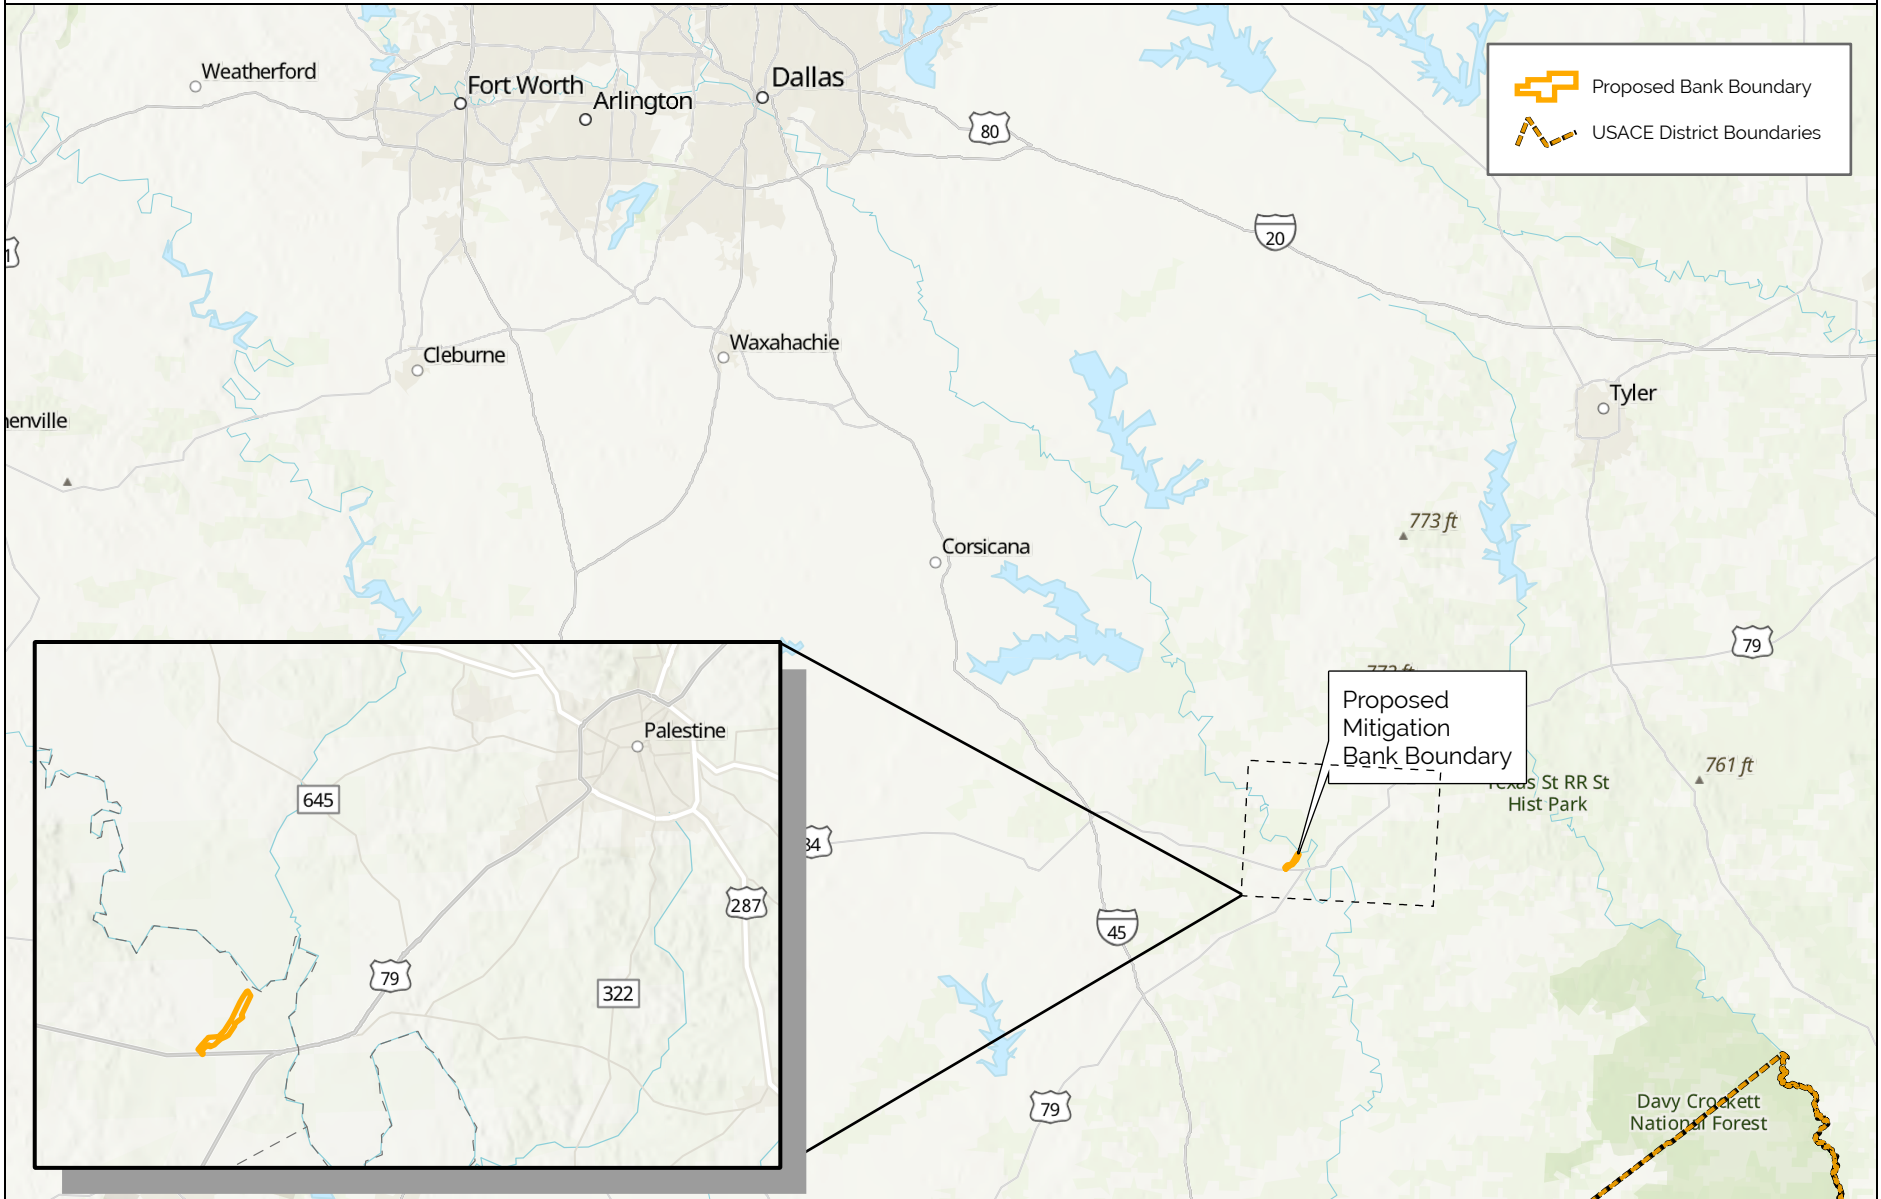 Weatherford
Fort Worth
Arlington
Dallas
80
20
Proposed Bank Boundary
USACE District Boundaries
1
Cleburne
Waxahachie
Tyler
enville
773 ft
Corsicana
79
Proposed
Mitigation
Bank Boundary
761 ft
Texas St RR St
Hist Park
84
45
79
Davy Crockett
National Forest
Palestine
645
287
79
322